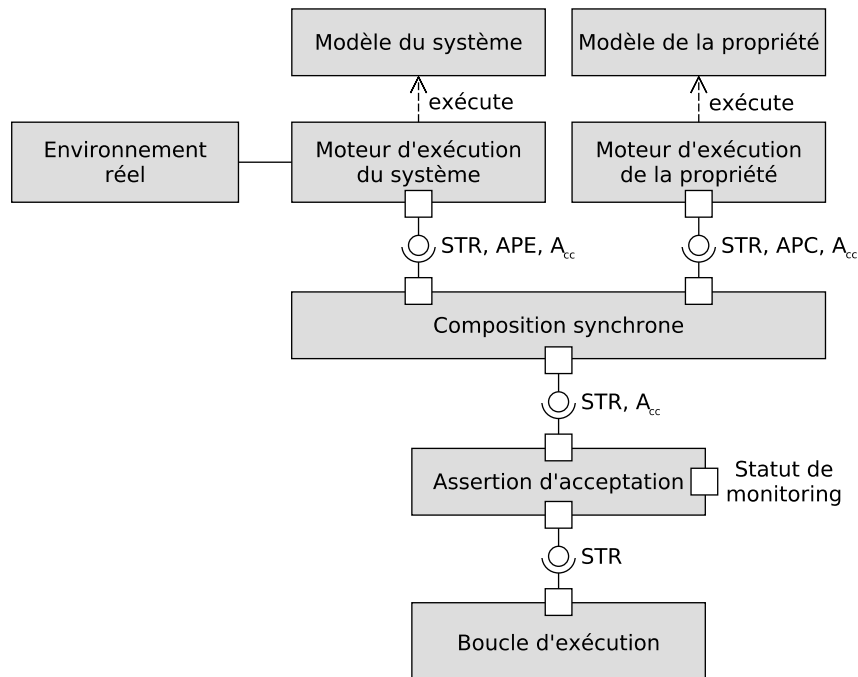 Modèle du système
Modèle de la propriété
exécute
exécute
Environnement
réel
Moteur d'exécution
du système
Moteur d'exécution
de la propriété
STR, APE, Acc
STR, APC, Acc
Composition synchrone
STR, Acc
Assertion d'acceptation
Statut de
monitoring
STR
Boucle d'exécution